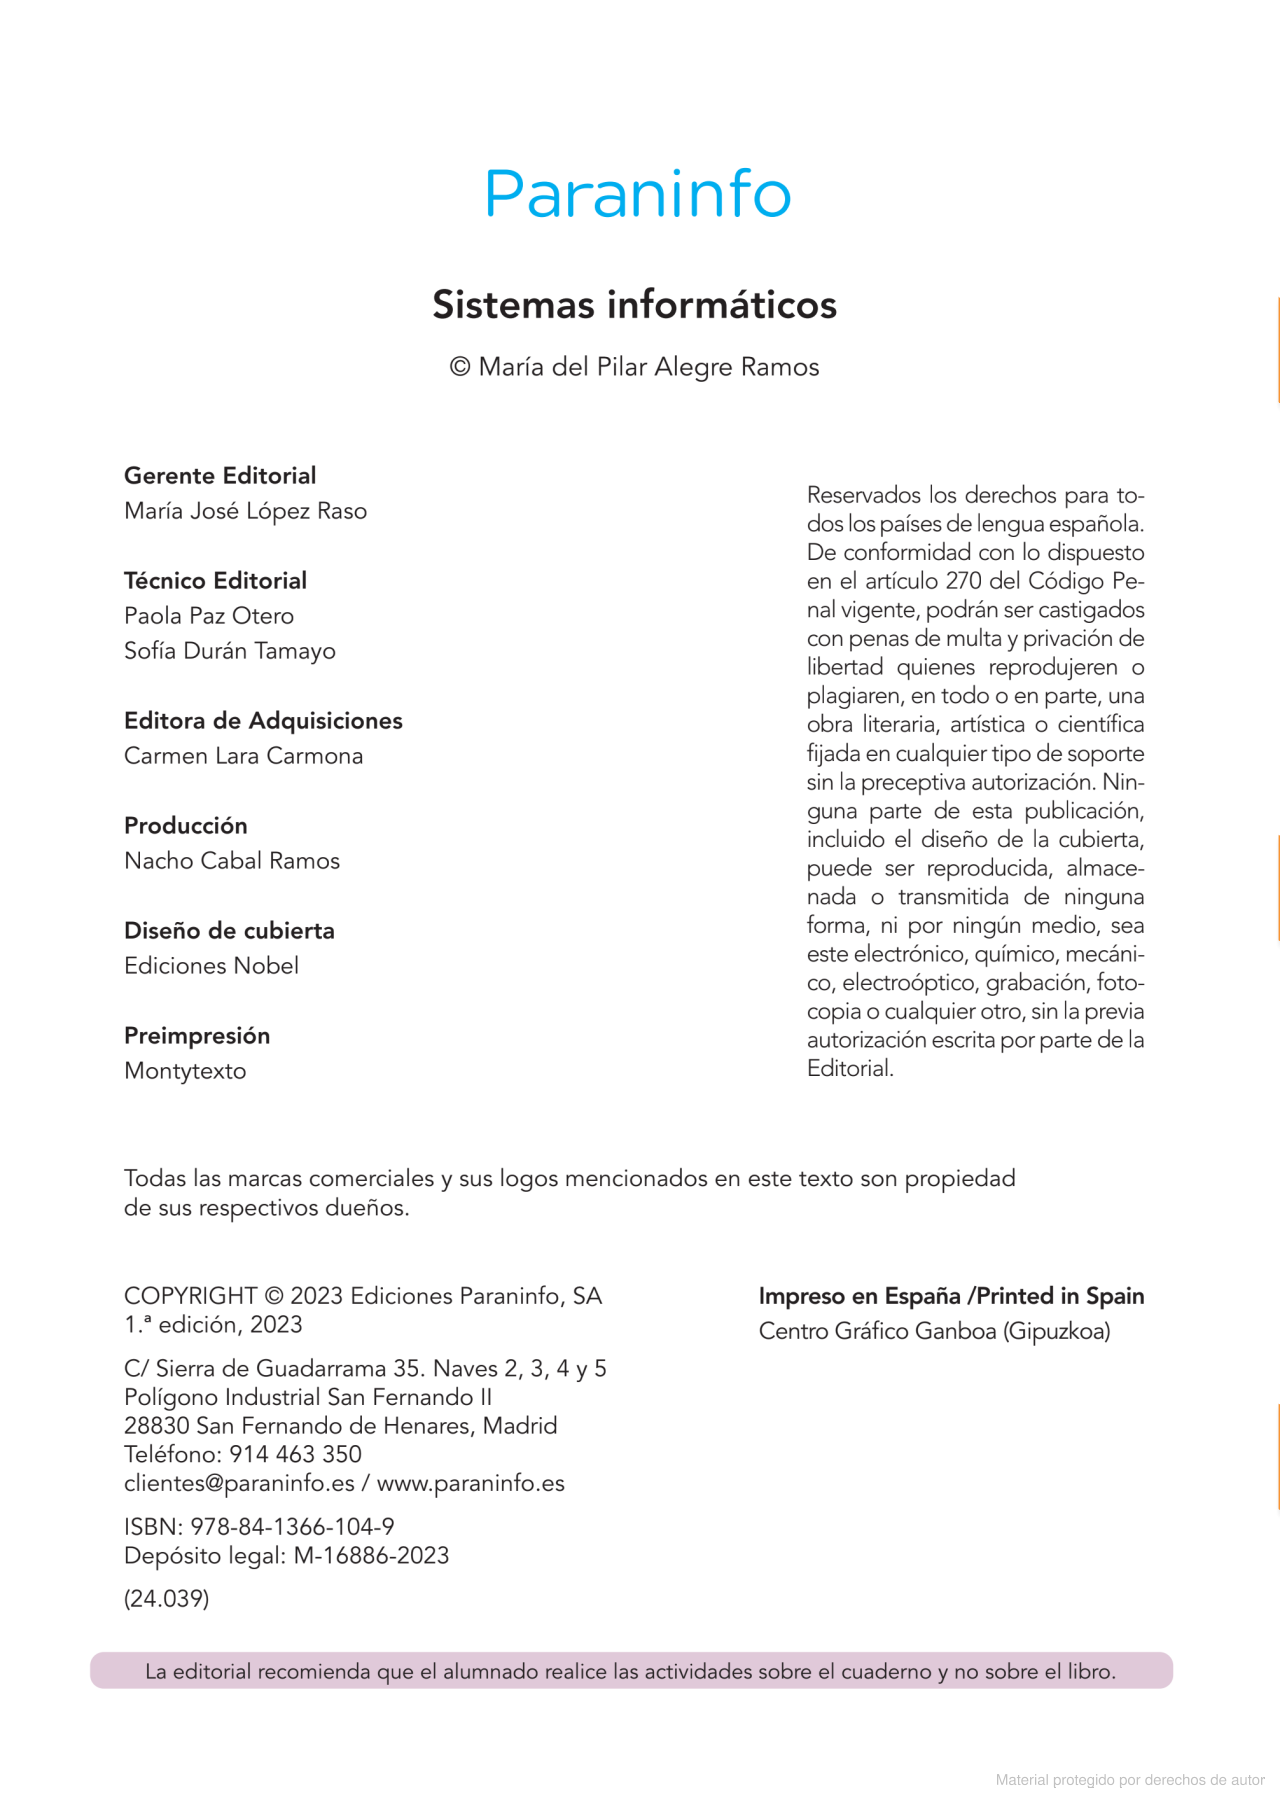 Paraninfo
Sistemas informáticos
© María del Pilar Alegre Ramos
Gerente Editorial
María José López Raso
Técnico Editorial
Paola Paz Otero
Sofía Durán Tamayo
Editora de Adquisiciones
Carmen Lara Carmona
Producción
Nacho Cabal Ramos
Diseño de cubierta
Ediciones Nobel
Preimpresión
Montytexto
Reservados los derechos para to-
dos los países de lengua española.
De conformidad con lo dispuesto
en el artículo 270 del Código Pe-
nal vigente, podrán ser castigados
con penas de multa y privación de
libertad quienes reprodujeren o
plagiaren, en todo o en parte, una
obra literaria, artística o científica
fijada en cualquier tipo de soporte
sin la preceptiva autorización. Nin-
guna parte de esta publicación,
incluido el diseño de la cubierta,
puede ser reproducida, almace-
nada o transmitida de ninguna
forma, ni por ningún medio, sea
este electrónico, químico, mecáni-
co, electroóptico, grabación, foto-
copia o cualquier otro, sin la previa
autorización escrita por parte de la
Editorial.
Todas las marcas comerciales y sus logos mencionados en este texto son propiedad
de sus respectivos dueños.
COPYRIGHT © 2023 Ediciones Paraninfo, SA
1.ª edición, 2023
C/ Sierra de Guadarrama 35. Naves 2, 3, 4 y 5
Polígono Industrial San Fernando II
28830 San Fernando de Henares, Madrid
Teléfono: 914 463 350
clientes@paraninfo.es / www.paraninfo.es
ISBN: 978-84-1366-104-9
Depósito legal: M-16886-2023
(24.039)
Impreso en España /Printed in Spain
Centro Gráfico Ganboa (Gipuzkoa)
La editorial recomienda que el alumnado realice las actividades sobre el cuaderno y no sobre el libro.
Material protegido por derechos de autor